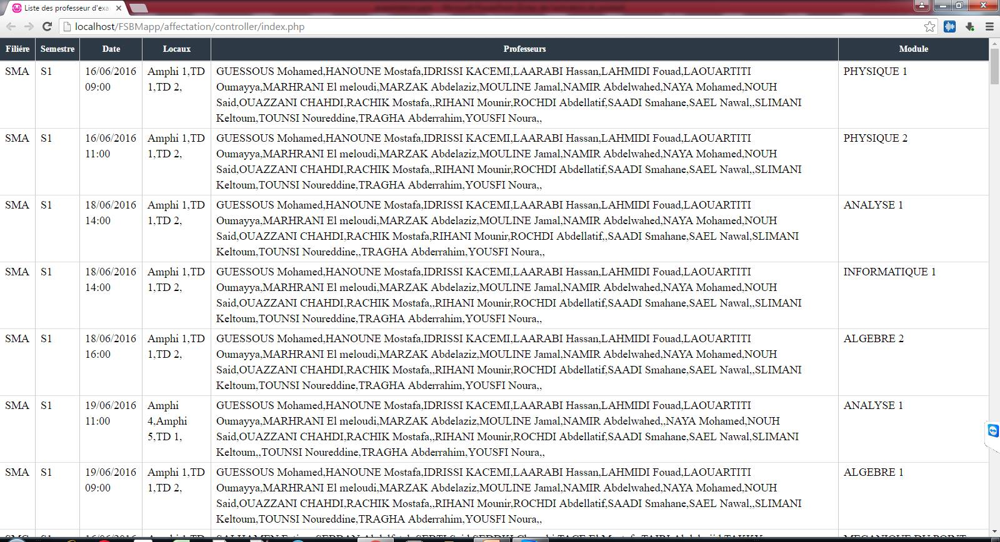 Liste des professeur d'exa
localhost/FSBMapp/affectation/controller/index.php
Filiére Semestre Date Locaux Professeurs Module
SMA S1 16/06/2016 Amphi 1,TD GUESSOUS Mohamed,HANOUNE Mostafa,IDRISSI KACEMI,LAARABI Hassan,LAHMIDI Fouad,LAOUARTITI PHYSIQUE 1
09:00 1,TD 2, Oumayya,MARHRANI El meloudi,MARZAK Abdelaziz,MOULINE Jamal,NAMIR Abdelwahed,NAYA Mohamed,NOUH
Said,OUAZZANI CHAHDI,RACHIK Mostafa,,RIHANI Mounir,ROCHDI Abdellatif,SAADI Smahane,SAEL Nawal,,SLIMANI
Keltoum,TOUNSI Noureddine,TRAGHA Abderrahim,YOUSFI Noura,,
SMA S1 16/06/2016 Amphi 1,TD GUESSOUS Mohamed,HANOUNE Mostafa,IDRISSI KACEMI,LAARABI Hassan,LAHMIDI Fouad,LAOUARTITI PHYSIQUE 2
11:00 1,TD 2, Oumayya,MARHRANI El meloudi,MARZAK Abdelaziz,MOULINE Jamal,NAMIR Abdelwahed,NAYA Mohamed,NOUH
Said,OUAZZANI CHAHDI,RACHIK Mostafa,,RIHANI Mounir,ROCHDI Abdellatif,SAADI Smahane,SAEL Nawal,,SLIMANI
Keltoum,TOUNSI Noureddine,TRAGHA Abderrahim,YOUSFI Noura,,
SMA S1 18/06/2016 Amphi 1,TD GUESSOUS Mohamed,HANOUNE Mostafa,IDRISSI KACEMI,LAARABI Hassan,LAHMIDI Fouad,LAOUARTITI ANALYSE 1
14:00 1,TD 2, Oumayya,MARHRANI El meloudi,MARZAK Abdelaziz,MOULINE Jamal,NAMIR Abdelwahed,NAYA Mohamed,NOUH
Said,OUAZZANI CHAHDI,RACHIK Mostafa,RIHANI Mounir,ROCHDI Abdellatif,,SAADI Smahane,SAEL Nawal,SLIMANI
Keltoum,TOUNSI Noureddine,,TRAGHA Abderrahim,YOUSFI Noura,,
SMA S1 18/06/2016 Amphi 1,TD GUESSOUS Mohamed,HANOUNE Mostafa,IDRISSI KACEMI,LAARABI Hassan,LAHMIDI Fouad,LAOUARTITI INFORMATIQUE 1
14:00 1,TD 2, Oumayya,MARHRANI El meloudi,MARZAK Abdelaziz,MOULINE Jamal,NAMIR Abdelwahed,NAYA Mohamed,NOUH
Said,OUAZZANI CHAHDI,RACHIK Mostafa,,RIHANI Mounir,ROCHDI Abdellatif,SAADI Smahane,SAEL Nawal,,SLIMANI
Keltoum,TOUNSI Noureddine,TRAGHA Abderrahim,YOUSFI Noura,,
SMA S1 18/06/2016 Amphi 1,TD GUESSOUS Mohamed,HANOUNE Mostafa,IDRISSI KACEMI,LAARABI Hassan,LAHMIDI Fouad,LAOUARTITI ALGEBRE 2
16:00 1,TD 2, Oumayya,MARHRANI El meloudi,MARZAK Abdelaziz,MOULINE Jamal,NAMIR Abdelwahed,NAYA Mohamed,NOUH
Said,OUAZZANI CHAHDI,RACHIK Mostafa,,RIHANI Mounir,ROCHDI Abdellatif,SAADI Smahane,SAEL Nawal,,SLIMANI
Keltoum,TOUNSI Noureddine,TRAGHA Abderrahim,YOUSFI Noura,,
SMA S1 19/06/2016 Amphi GUESSOUS Mohamed,HANOUNE Mostafa,IDRISSI KACEMI,LAARABI Hassan,LAHMIDI Fouad,LAOUARTITI ANALYSE 1
11:00 4,Amphi Oumayya,MARHRANI El meloudi,MARZAK Abdelaziz,MOULINE Jamal,NAMIR Abdelwahed,,NAYA Mohamed,NOUH
5,TD 1, Said,OUAZZANI CHAHDI,RACHIK Mostafa,,RIHANI Mounir,ROCHDI Abdellatif,SAADI Smahane,SAEL Nawal,SLIMANI
Keltoum,,TOUNSI Noureddine,TRAGHA Abderrahim,YOUSFI Noura,,
SMA S1 19/06/2016 Amphi 1,TD GUESSOUS Mohamed,HANOUNE Mostafa,IDRISSI KACEMI,LAARABI Hassan,LAHMIDI Fouad,LAOUARTITI ALGEBRE 1
09:00 1,TD 2, Oumayya,MARHRANI El meloudi,MARZAK Abdelaziz,MOULINE Jamal,NAMIR Abdelwahed,NAYA Mohamed,NOUH
Said,OUAZZANI CHAHDI,RACHIK Mostafa,,RIHANI Mounir,ROCHDI Abdellatif,SAADI Smahane,SAEL Nawal,,SLIMANI
Keltoum,TOUNSI Noureddine,TRAGHA Abderrahim,YOUSFI Noura,,